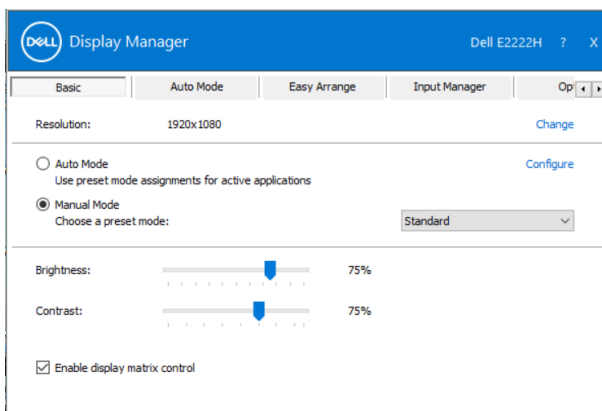 DELL Display Manager Dell E2222H ? X
Basic Auto Mode Easy Arrange Input Manager Op
Resolution: 1920x1080 Change
Auto Mode Configure
Use preset mode assignments for active applications
Manual Mode
Choose a preset mode: Standard
Brightness: 75%
Contrast: 75%
Enable display matrix control